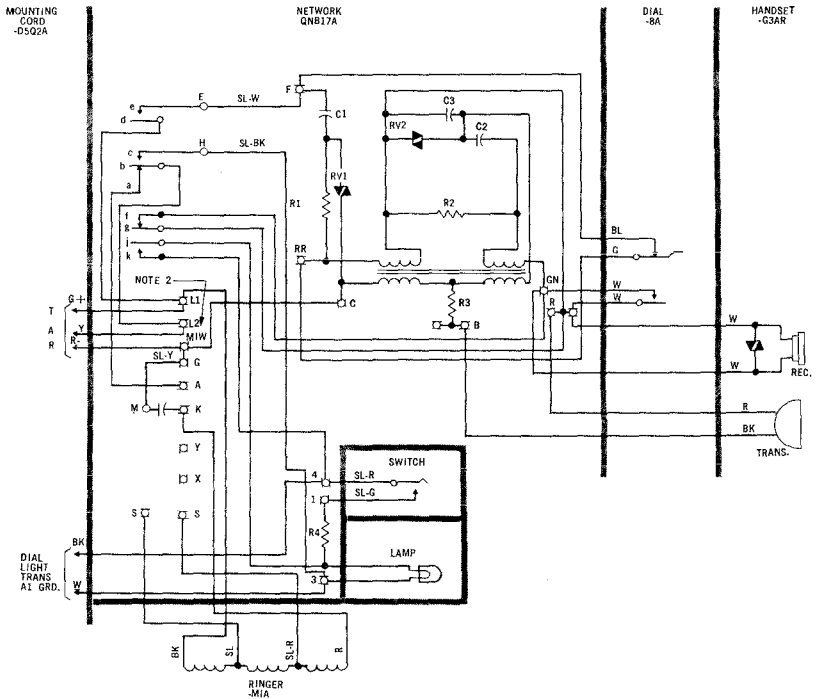 MOUNTING
CORD
-D5Q2A
NETWORK
QNB17A
DIAL
-8A
HANDSET
-G3AR
e
E
SL-W
F
d
C1
C3
RV2
C2
c
H
SL-BK
b
a
RV1
R1
R2
f
g
j
k
BL
RR
G
NOTE 2
GN
W
W
G+
L1
C
R3
R
T
L2
B
W
A
Y
M1W
R
R-
SL-Y
G
REC.
A
W
M
K
R
BK
TRANS.
Y
SWITCH
X
4
SL-R
1
SL-G
S
S
R4
BK
LAMP
DIAL
LIGHT
TRANS
A1 GRD.
3
W
BK
SL
SL-R
R
RINGER
-M1A